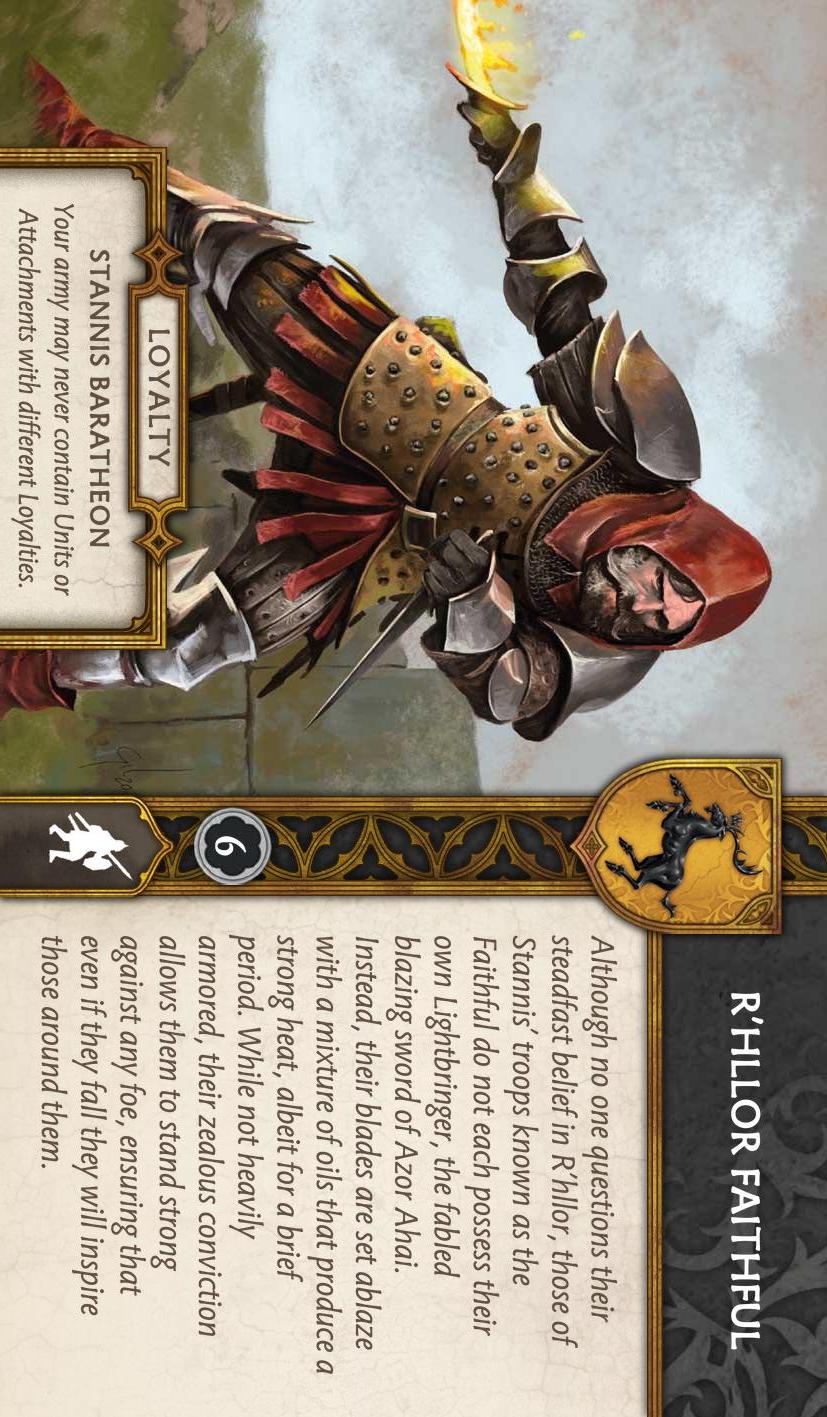 R'HLLOR FAITHFUL
Although no one questions their
steadfast belief in R'hllor, those of
Stannis' troops known as the
Faithful do not each possess their
own Lightbringer, the fabled
blazing sword of Azor Ahai.
Instead, their blades are set ablaze
with a mixture of oils that produce a
strong heat, albeit for a brief
period. While not heavily
armored, their zealous conviction
allows them to stand strong
against any foe, ensuring that
even if they fall they will inspire
those around them.
6
LOYALTY
STANNIS BARATHEON
Your army may never contain Units or
Attachments with different Loyalties.